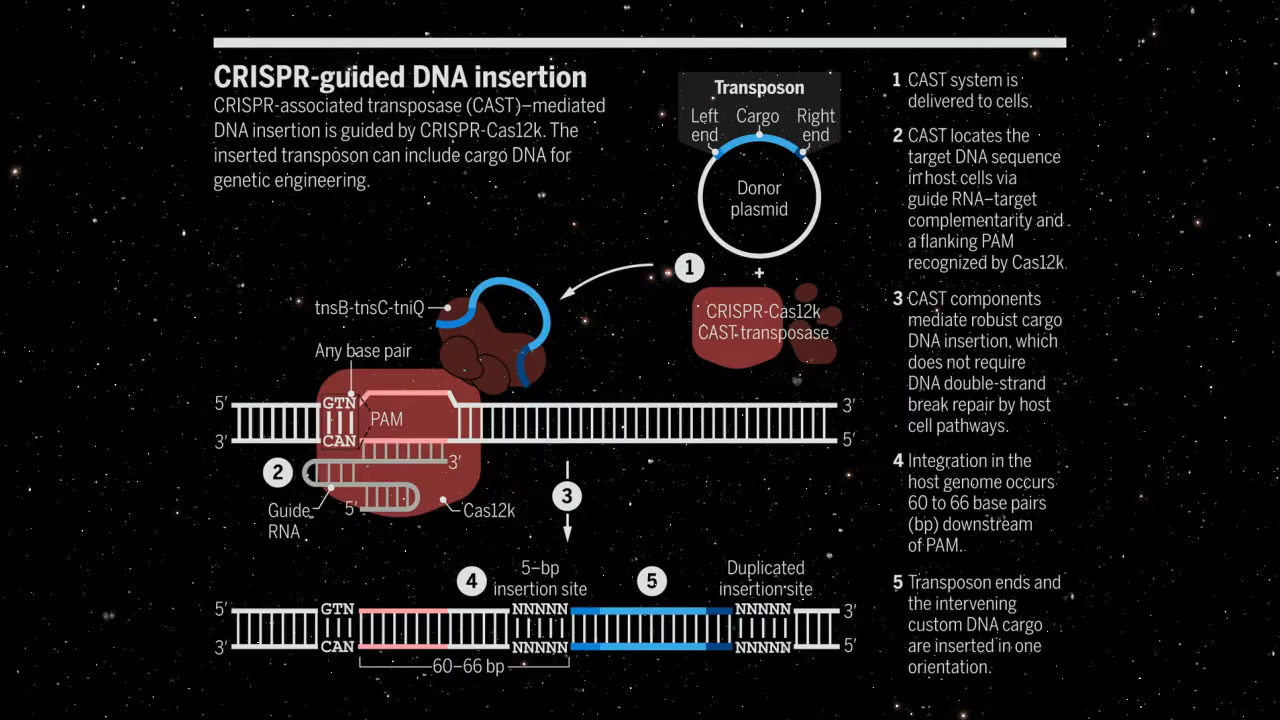 CRISPR-guided DNA insertion
CRISPR-associated transposase (CAST)–mediated
DNA insertion is guided by CRISPR-Cas12k. The
inserted transposon can include cargo DNA for
genetic engineering.
Transposon
Left
end
Cargo
Right
end
Donor
plasmid
1
+
CRISPR-Cas12k
CAST transposase
tnsB-tnsC-tniQ
Any base pair
5′
3′
GTN
CAN
PAM
3′
5′
3′
2
Guide
RNA
5′
Cas12k
3
4
5–bp
insertion site
5
Duplicated
insertion site
5′
GTN
NNNNN
NNNNN
3′
3′
CAN
NNNNN
NNNNN
5′
60–66 bp
1 CAST system is
delivered to cells.
2 CAST locates the
target DNA sequence
in host cells via
guide RNA–target
complementarity and
a flanking PAM
recognized by Cas12k.
3 CAST components
mediate robust cargo
DNA insertion, which
does not require
DNA double-strand
break repair by host
cell pathways.
4 Integration in the
host genome occurs
60 to 66 base pairs
(bp) downstream
of PAM.
5 Transposon ends and
the intervening
custom DNA cargo
are inserted in one
orientation.